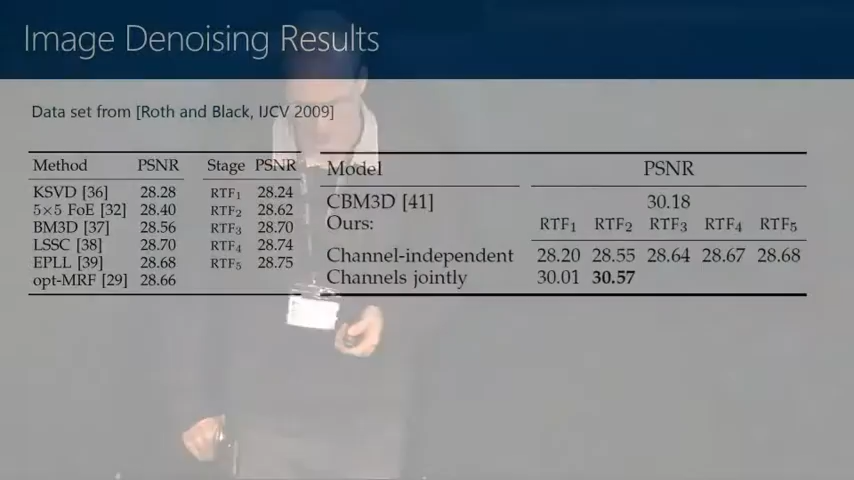 Image Denoising Results
Data set from [Roth and Black, IJCV 2009]
Method PSNR
KSVD [36] 28.28
5×5 FoE [32] 28.40
BM3D [37] 28.56
LSSC [38] 28.70
EPLL [39] 28.68
opt-MRF [29] 28.66
Stage PSNR
RTF1 28.24
RTF2 28.62
RTF3 28.70
RTF4 28.74
RTF5 28.75
Model PSNR
CBM3D [41] 30.18
Ours: RTF1 RTF2 RTF3 RTF4 RTF5
Channel-independent 28.20 28.55 28.64 28.67 28.68
Channels jointly 30.01 30.57